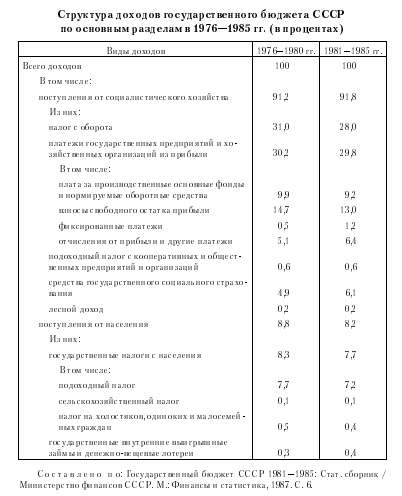 Структура доходов государственного бюджета СССР
по основным разделам в 1976—1985 гг. (в процентах)
Виды доходов 1976—1980 гг. 1981—1985 гг.
Всего доходов 100 100
В том числе:
поступления от социалистического хозяйства 91,2 91,8
Из них:
налог с оборота 31,0 28,0
платежи государственных предприятий и хо-
зяйственных организаций из прибыли 30,2 29,8
В том числе:
плата за производственные основные фонды
и нормируемые оборотные средства 9,9 9,2
взносы свободного остатка прибыли 14,7 13,0
фиксированные платежи 0,5 1,2
отчисления от прибыли и другие платежи 5,1 6,4
подоходный налог с кооперативных и общест-
венных предприятий и организаций 0,6 0,6
средства государственного социального страхо-
вания 4,9 6,1
лесной доход 0,2 0,2
поступления от населения 8,8 8,2
Из них:
государственные налоги с населения 8,3 7,7
В том числе:
подоходный налог 7,7 7,2
сельскохозяйственный налог 0,1 0,1
налог на холостяков, одиноких и малосемей-
ных граждан 0,5 0,4
государственные внутренние выигрышные
займы и денежно-вещевые лотереи 0,3 0,4
Составлено по: Государственный бюджет СССР 1981—1985: Стат. сборник /
Министерство финансов СССР. М.: Финансы и статистика, 1987. С. 6.